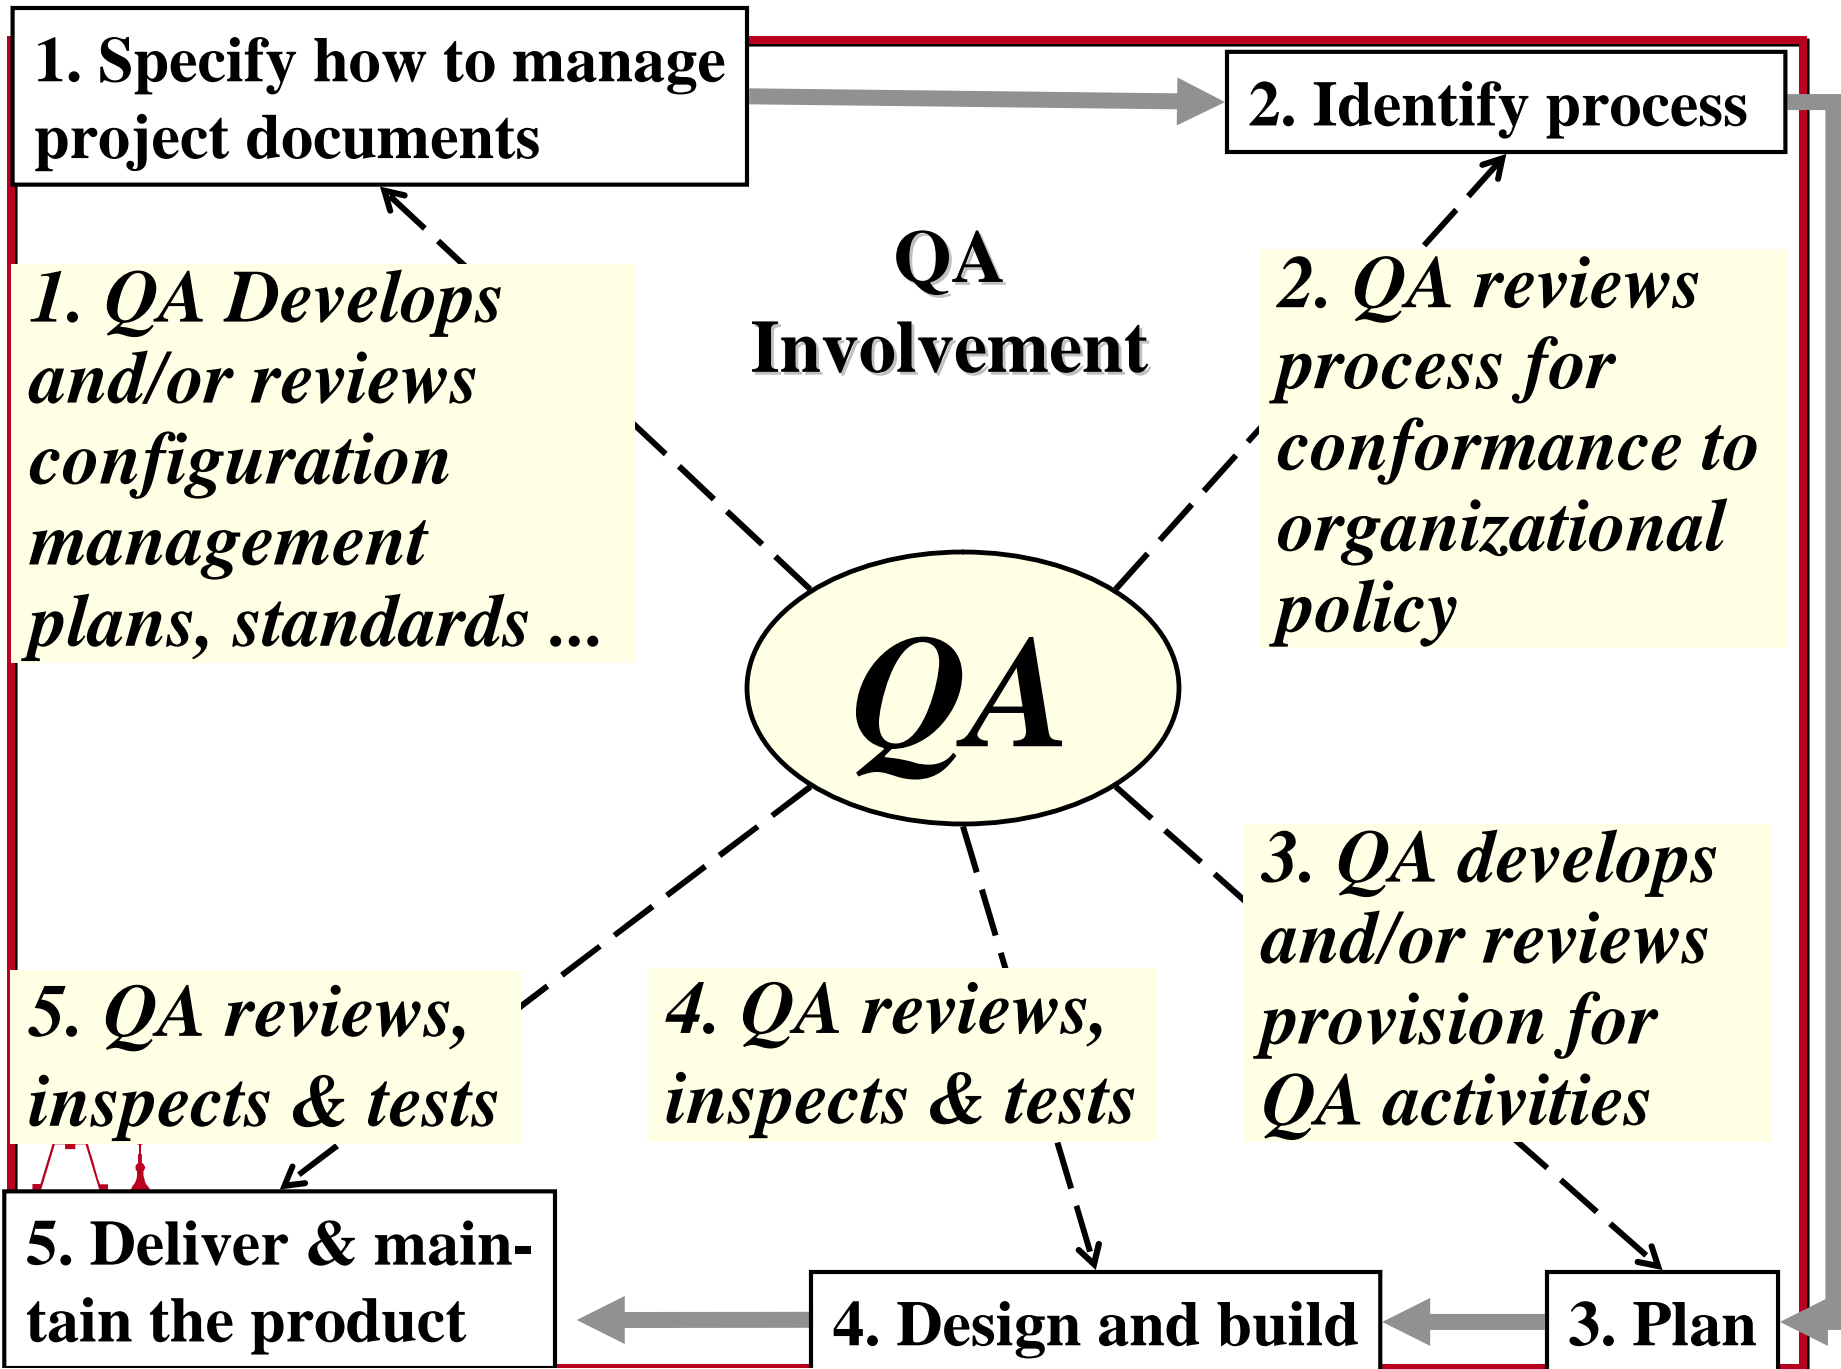 1. Specify how to manage
project documents
2. Identify process
QA
Involvement
1. QA Develops
and/or reviews
configuration
management
plans, standards ...
2. QA reviews
process for
conformance to
organizational
policy
QA
3. QA develops
and/or reviews
provision for
QA activities
4. QA reviews,
inspects & tests
5. QA reviews,
inspects & tests
5. Deliver & main-
tain the product
4. Design and build
3. Plan